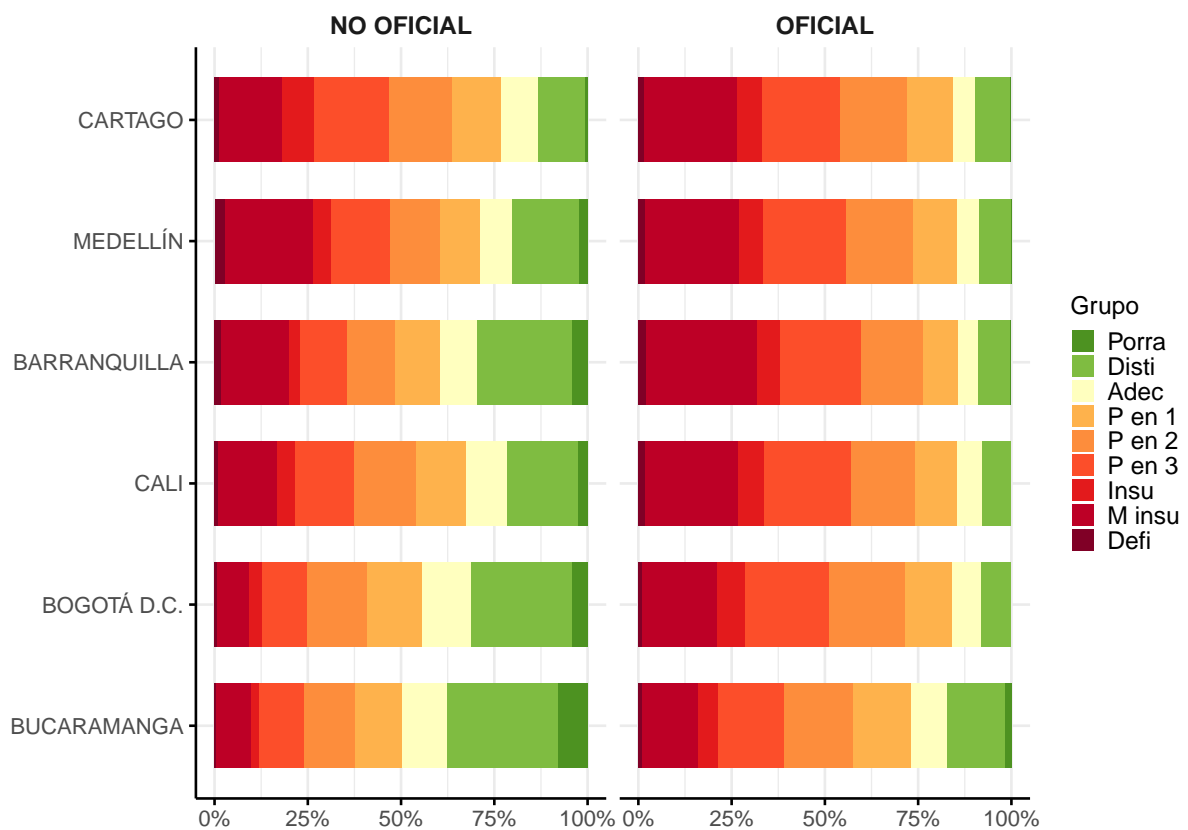 NO OFICIAL
OFICIAL
CARTAGO
MEDELLÍN
BARRANQUILLA
CALI
BOGOTÁ D.C.
BUCARAMANGA
0%
25%
50%
75%
100%
0%
25%
50%
75%
100%
Grupo
Porra
Disti
Adec
P en 1
P en 2
P en 3
Insu
M insu
Defi